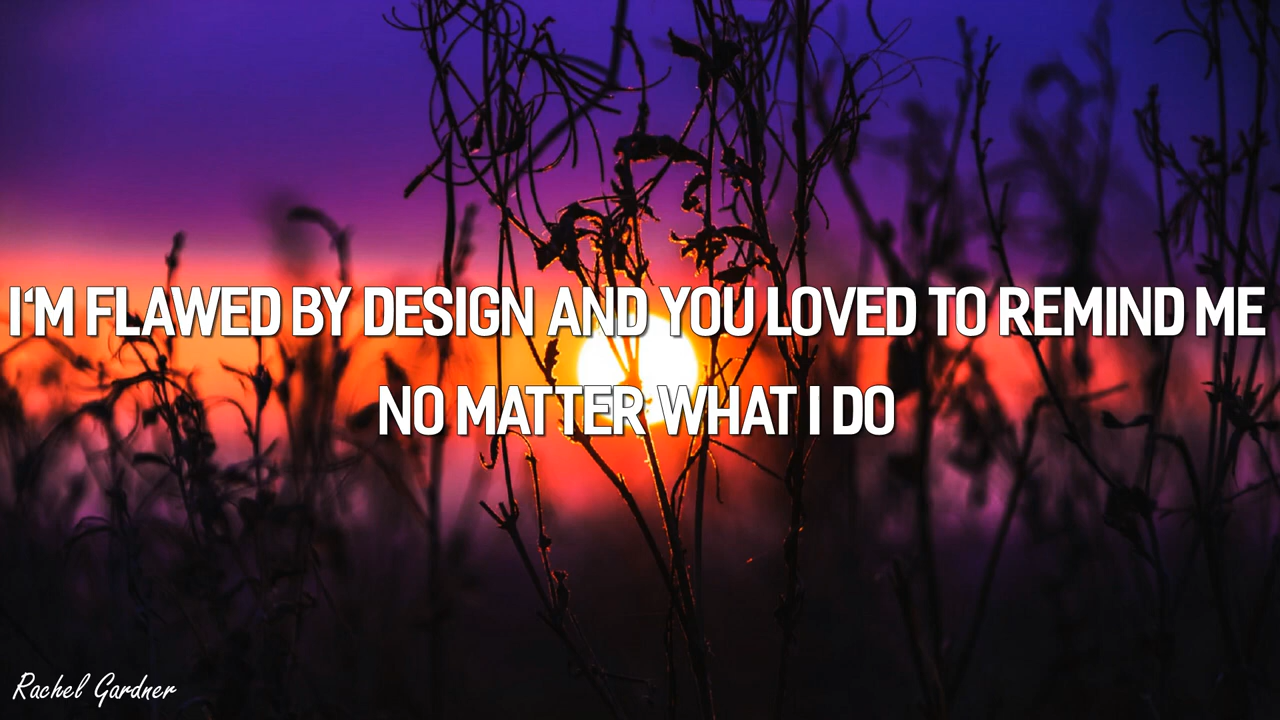 I‘M FLAWED BY DESIGN AND YOU LOVED TO REMIND ME
NO MATTER WHAT I DO
Rachel Gardner